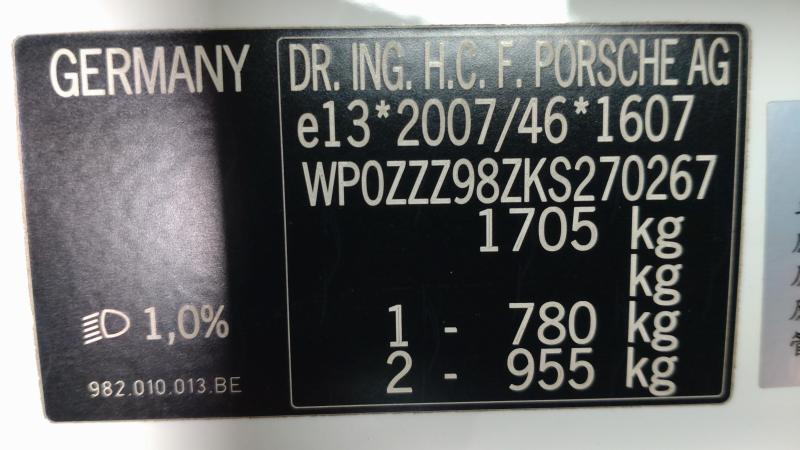 GERMANY
DR. ING. H.C. F. PORSCHE AG
e13*2007/46*1607
WP0ZZZ98ZKS270267
1705 kg
kg
1 - 780 kg
2 - 955 kg
1,0%
982.010.013.BE